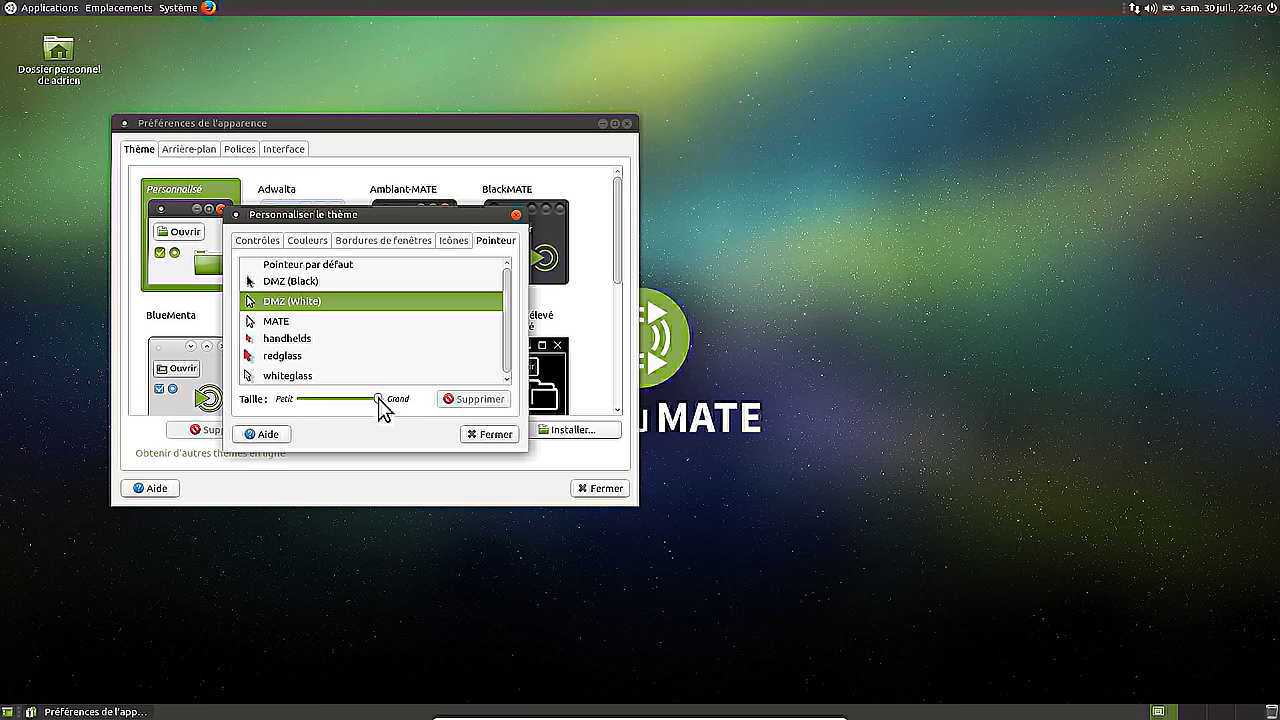 Applications Emplacements Système
sam. 30 juil., 22:46
Dossier personnel
de adrien
Préférences de l'apparence
Thème Arrière-plan Polices Interface
Personnalisé Adwaita Ambiant-MATE BlackMATE
Ouvrir
Personnaliser le thème
Contrôles Couleurs Bordures de fenêtres Icônes Pointeur
Pointeur par défaut
DMZ (Black)
DMZ (White)
MATE
handhelds
redglass
whiteglass
Taille : Petit Grand Supprimer
Aide Fermer
BlueMenta
Ouvrir
Installer...
Obtenir d'autres thèmes en ligne
Aide Fermer
MATE
Préférences de l'app...